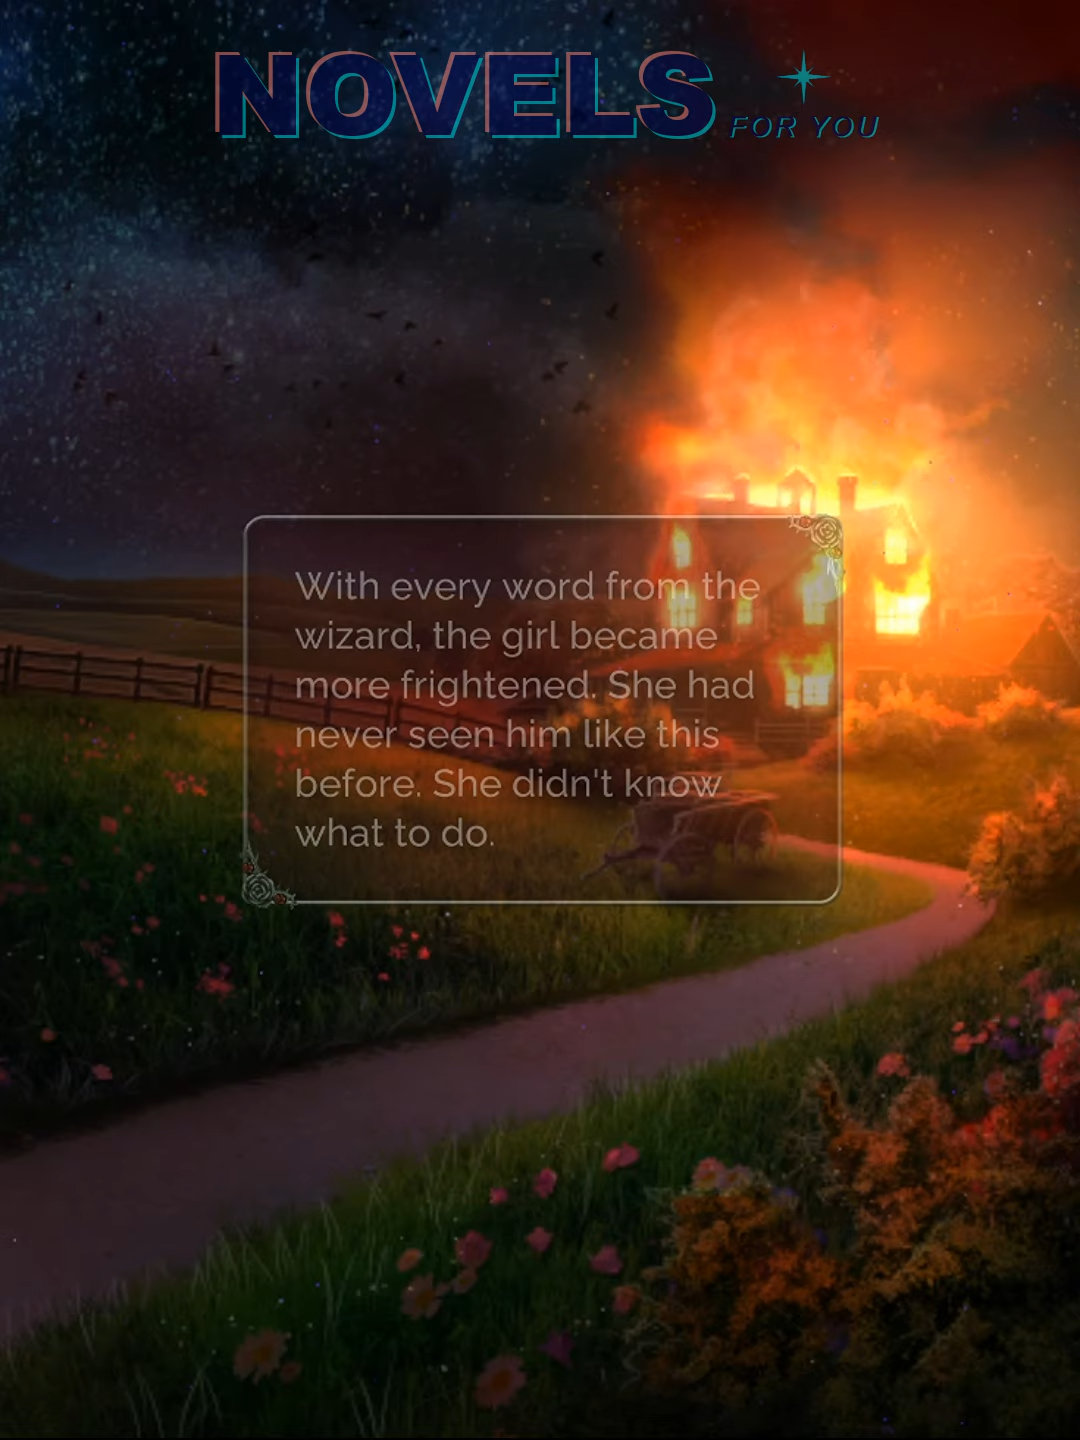 NOVELS
FOR YOU
With every word from the
wizard, the girl became
more frightened. She had
never seen him like this
before. She didn't know
what to do.